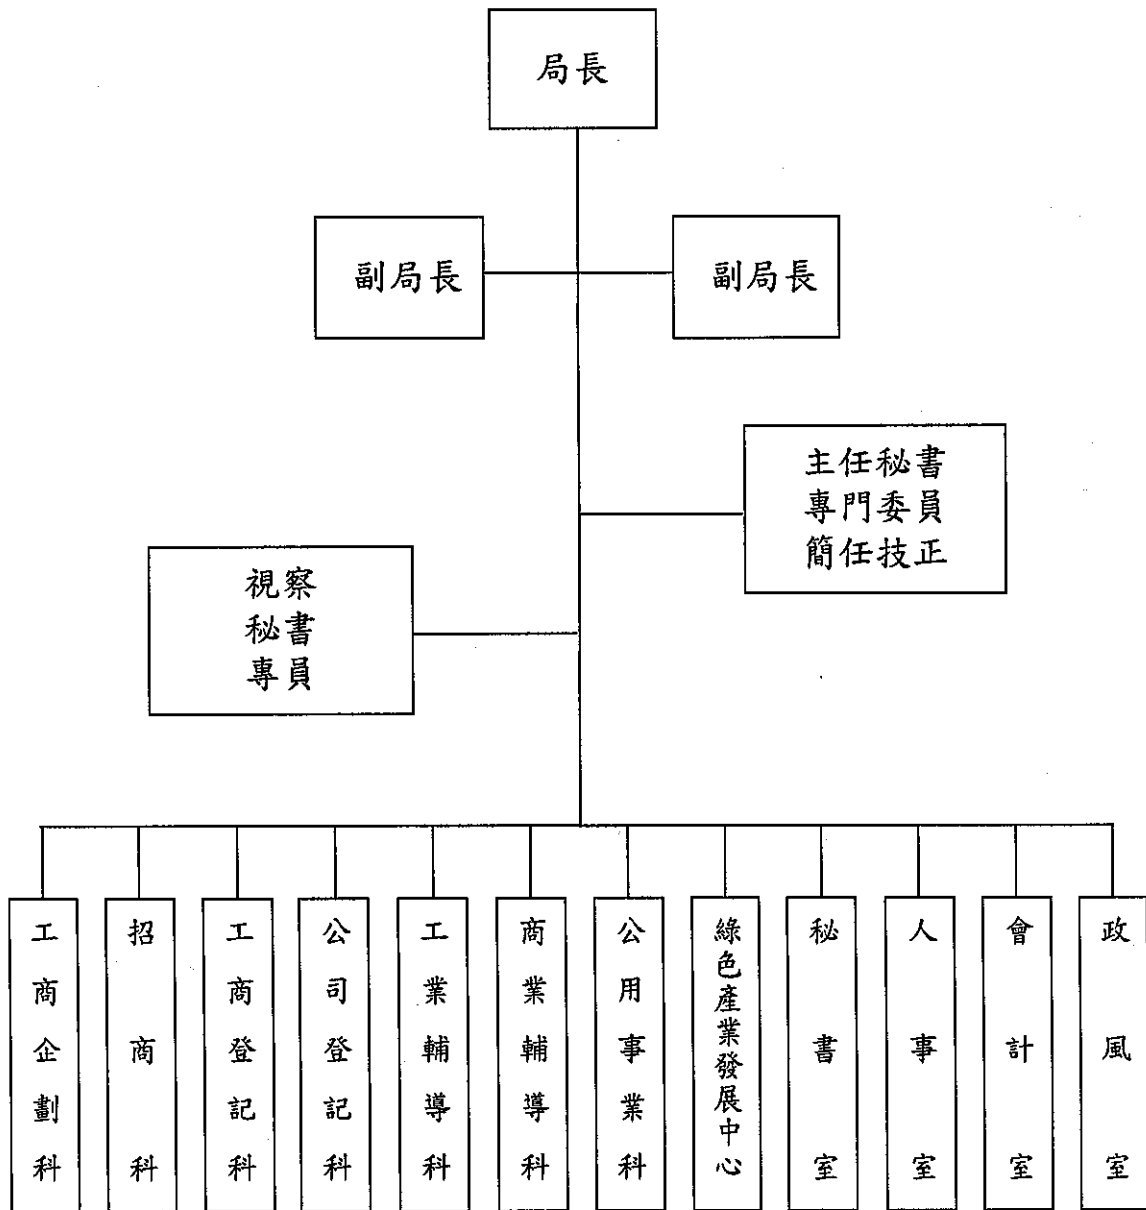 局長
副局長
副局長
主任秘書
專門委員
簡任技正
視察
秘書
專員
工商企劃科
招商科
工商登記科
公司登記科
工業輔導科
商業輔導科
公用事業科
綠色產業發展中心
秘書室
人事室
會計室
政風室